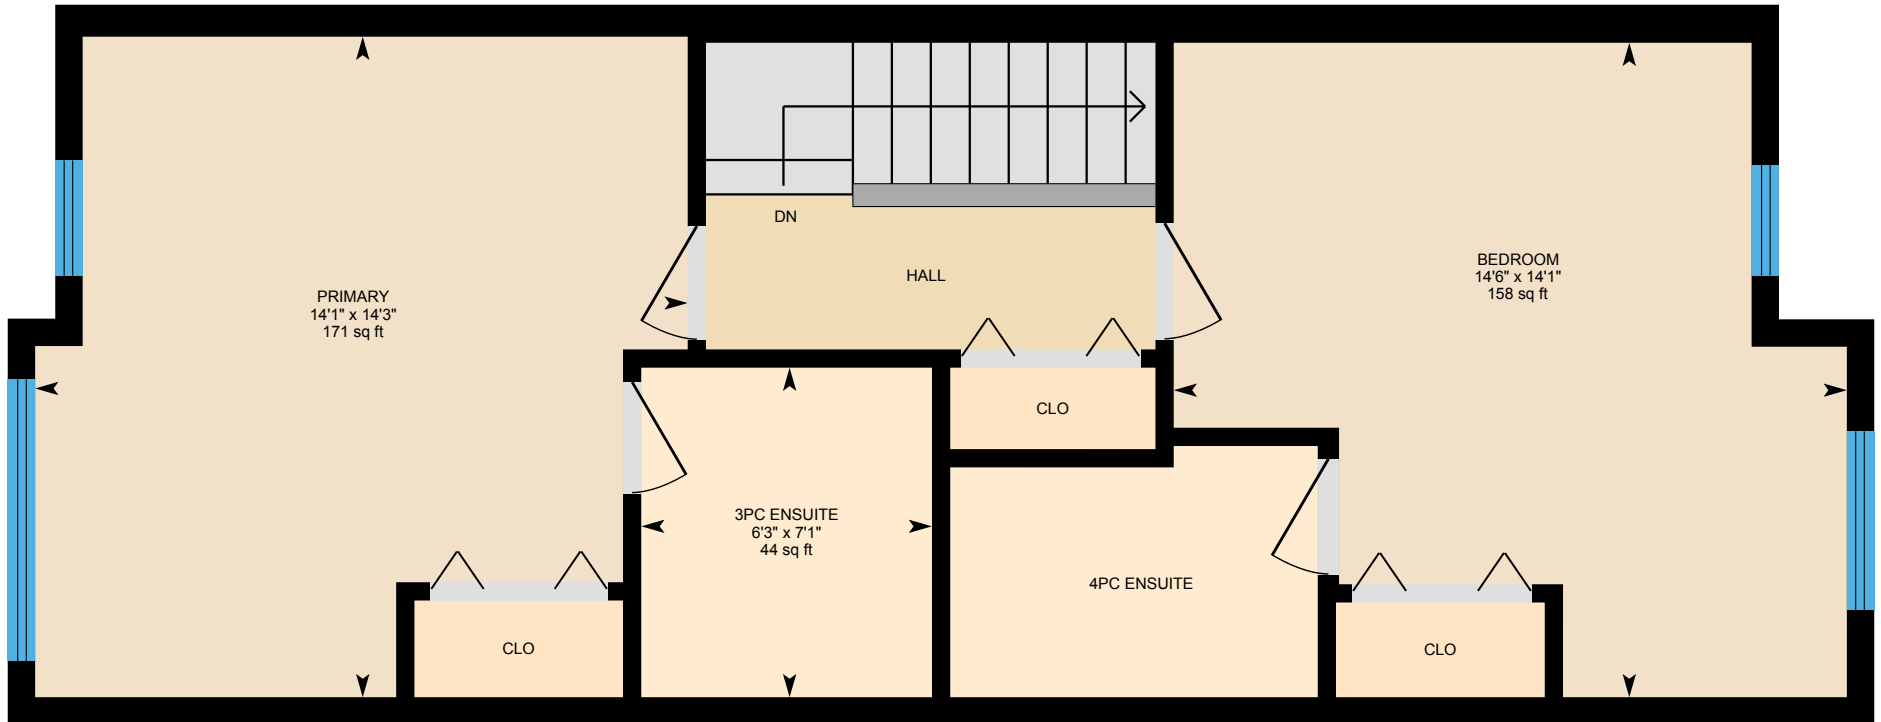 DN
HALL
BEDROOM
14'6" x 14'1"
158 sq ft
PRIMARY
14'1" x 14'3"
171 sq ft
CLO
3PC ENSUITE
6'3" x 7'1"
44 sq ft
4PC ENSUITE
CLO
CLO